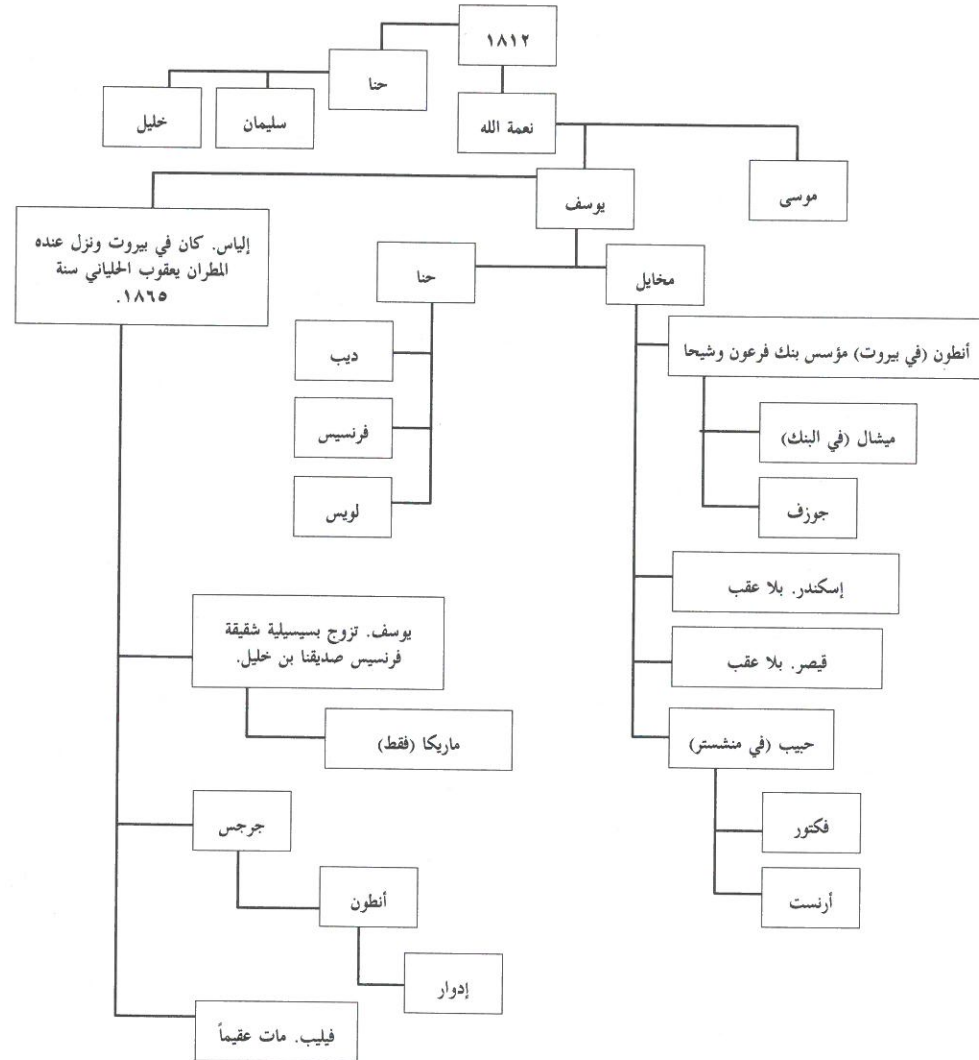 ١٨١٢
حنا
خليل
سليمان
نعمة الله
موسى
يوسف
إلياس. كان في بيروت ونزل عنده
المطران يعقوب الحلياني سنة
١٨٦٥.
حنا
مخايل
ديب
فرنسيس
لويس
أنطون (في بيروت) مؤسس بنك فرعون وشيحا
ميشال (في البنك)
جوزف
إسكندر. بلا عقب
قيصر. بلا عقب
حبيب (في منشستر)
فكتور
أرنست
يوسف. تزوج بسيسيلية شقيقة
فرنسيس صديقنا بن خليل.
ماريكا (فقط)
جرجس
أنطون
إدوار
فيليب. مات عقيماً